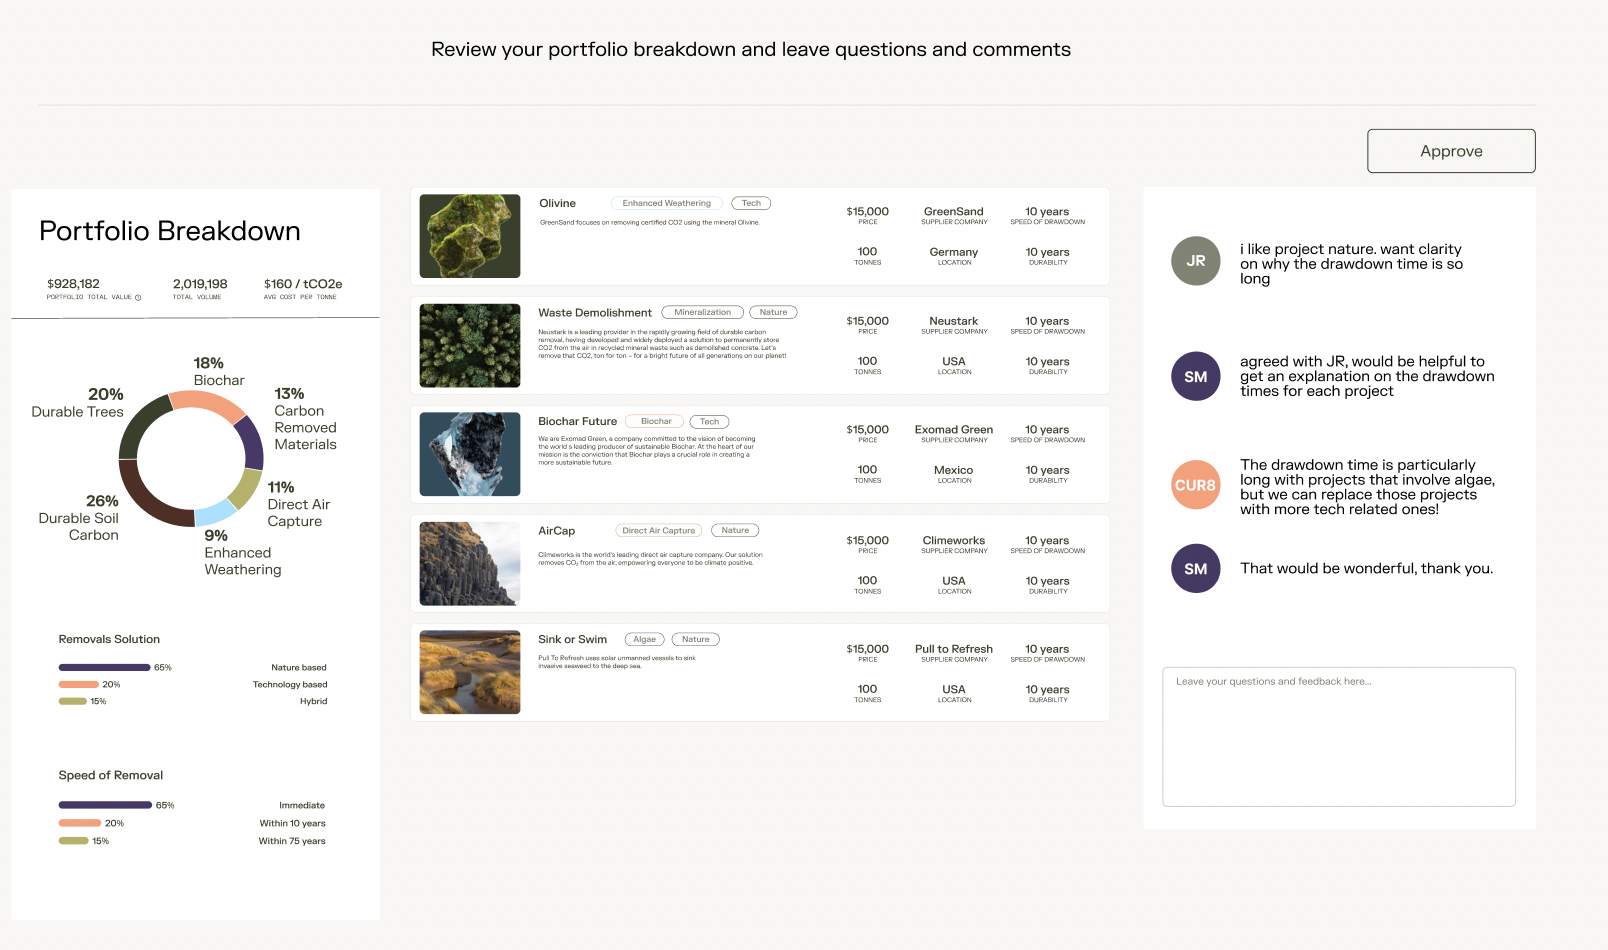 Review your portfolio breakdown and leave questions and comments
Approve
Portfolio Breakdown
$928,182
PORTFOLIO TOTAL VALUE
2,019,198
TOTAL VOLUME
$160 / tCO2e
AVG COST PER TONNE
18%
Biochar
20%
Durable Trees
13%
Carbon
Removed
Materials
11%
Direct Air
Capture
26%
Durable Soil
Carbon
9%
Enhanced
Weathering
Removals Solution
65% Nature based
20% Technology based
15% Hybrid
Speed of Removal
65% Immediate
20% Within 10 years
15% Within 75 years
Olivine Enhanced Weathering Tech
GreenSand focuses on removing certified CO2 using the mineral Olivine.
$15,000 GreenSand 10 years
PRICE SUPPLIER COMPANY SPEED OF DRAWDOWN
100 Germany 10 years
TONNES LOCATION DURABILITY
Waste Demolishment Mineralization Nature
Neustark is a leading provider in the rapidly growing field of durable carbon
removal, having developed and widely deployed a solution to permanently store
CO2 from the air in recycled mineral waste such as demolished concrete. Let's
remove that CO2, ton for ton – for a bright future of all generations on our planet!
$15,000 Neustark 10 years
PRICE SUPPLIER COMPANY SPEED OF DRAWDOWN
100 USA 10 years
TONNES LOCATION DURABILITY
Biochar Future Biochar Tech
We are Exomad Green, a company committed to the vision of becoming
the world s leading producer of sustainable Biochar. At the heart of our
mission is the conviction that Biochar plays a crucial role in creating a
more sustainable future.
$15,000 Exomad Green 10 years
PRICE SUPPLIER COMPANY SPEED OF DRAWDOWN
100 Mexico 10 years
TONNES LOCATION DURABILITY
AirCap Direct Air Capture Nature
Climeworks is the world's leading direct air capture company. Our solution
removes CO₂ from the air, empowering everyone to be climate positive.
$15,000 Climeworks 10 years
PRICE SUPPLIER COMPANY SPEED OF DRAWDOWN
100 USA 10 years
TONNES LOCATION DURABILITY
Sink or Swim Algae Nature
Pull To Refresh uses solar unmanned vessels to sink
invasive seaweed to the deep sea.
$15,000 Pull to Refresh 10 years
PRICE SUPPLIER COMPANY SPEED OF DRAWDOWN
100 USA 10 years
TONNES LOCATION DURABILITY
JR
i like project nature. want clarity
on why the drawdown time is so
long
SM
agreed with JR, would be helpful to
get an explanation on the drawdown
times for each project
CUR8
The drawdown time is particularly
long with projects that involve algae,
but we can replace those projects
with more tech related ones!
SM
That would be wonderful, thank you.
Leave your questions and feedback here...